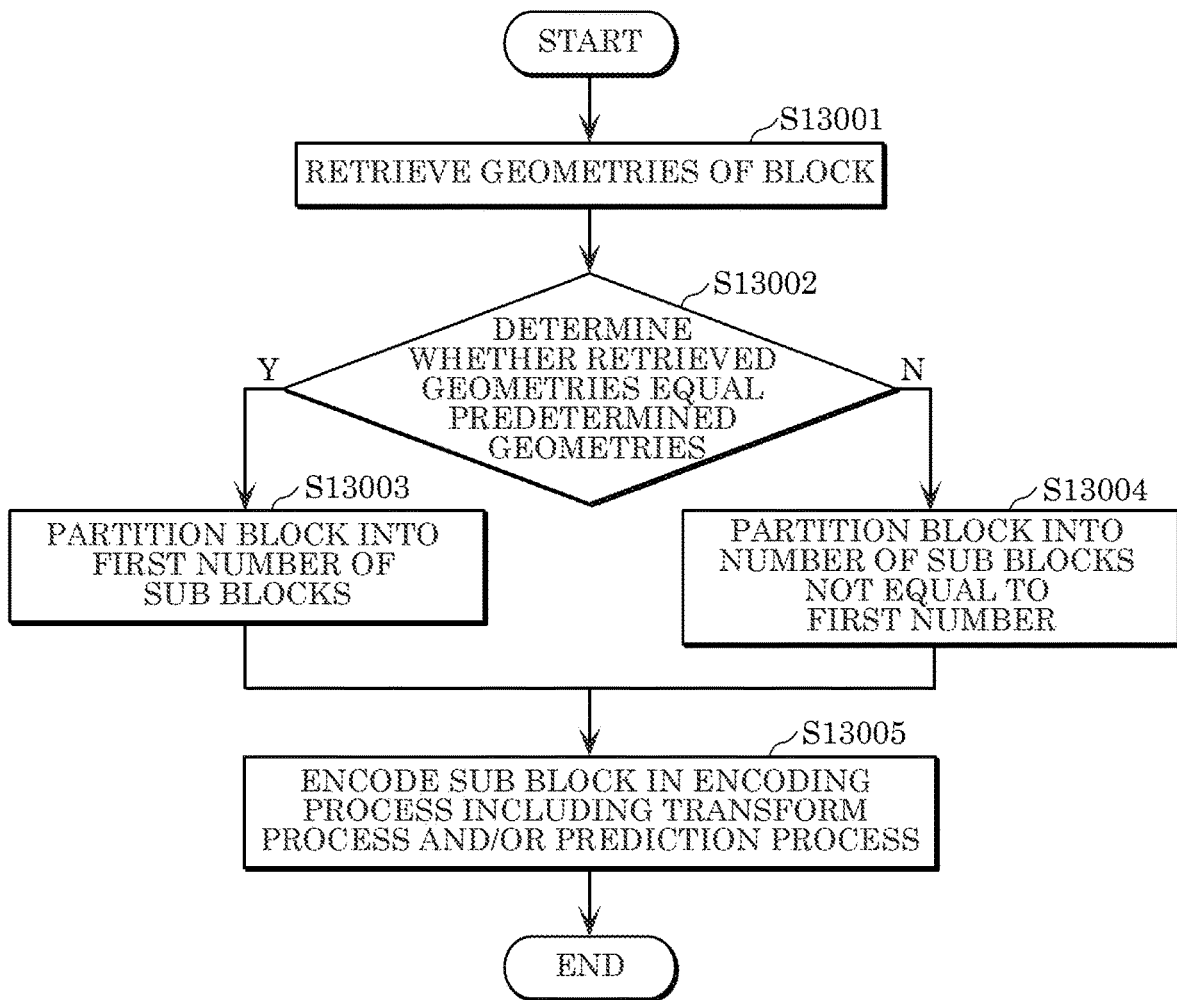 START
S13001
RETRIEVE GEOMETRIES OF BLOCK
S13002
DETERMINE
WHETHER RETRIEVED
GEOMETRIES EQUAL
PREDETERMINED
GEOMETRIES
Y
N
S13003
PARTITION BLOCK INTO
FIRST NUMBER OF
SUB BLOCKS
S13004
PARTITION BLOCK INTO
NUMBER OF SUB BLOCKS
NOT EQUAL TO
FIRST NUMBER
S13005
ENCODE SUB BLOCK IN ENCODING
PROCESS INCLUDING TRANSFORM
PROCESS AND/OR PREDICTION PROCESS
END